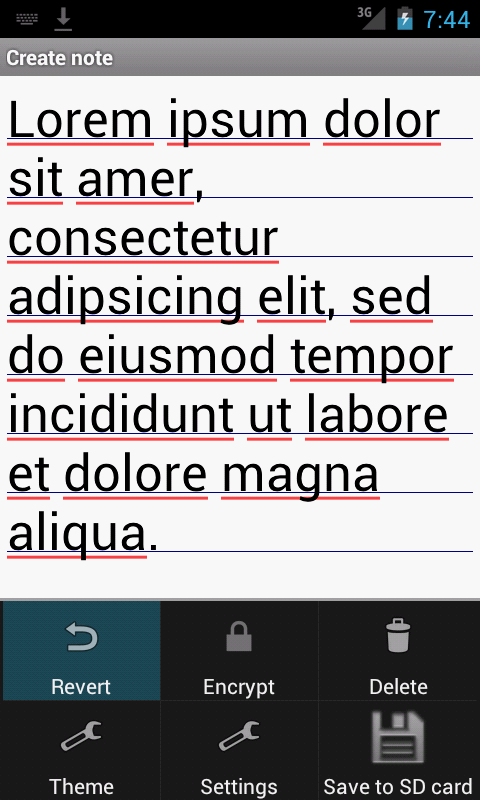 3G 7:44
Create note
Lorem ipsum dolor
sit amer,
consectetur
adipsicing elit, sed
do eiusmod tempor
incididunt ut labore
et dolore magna
aliqua.
Revert Encrypt Delete
Theme Settings Save to SD card